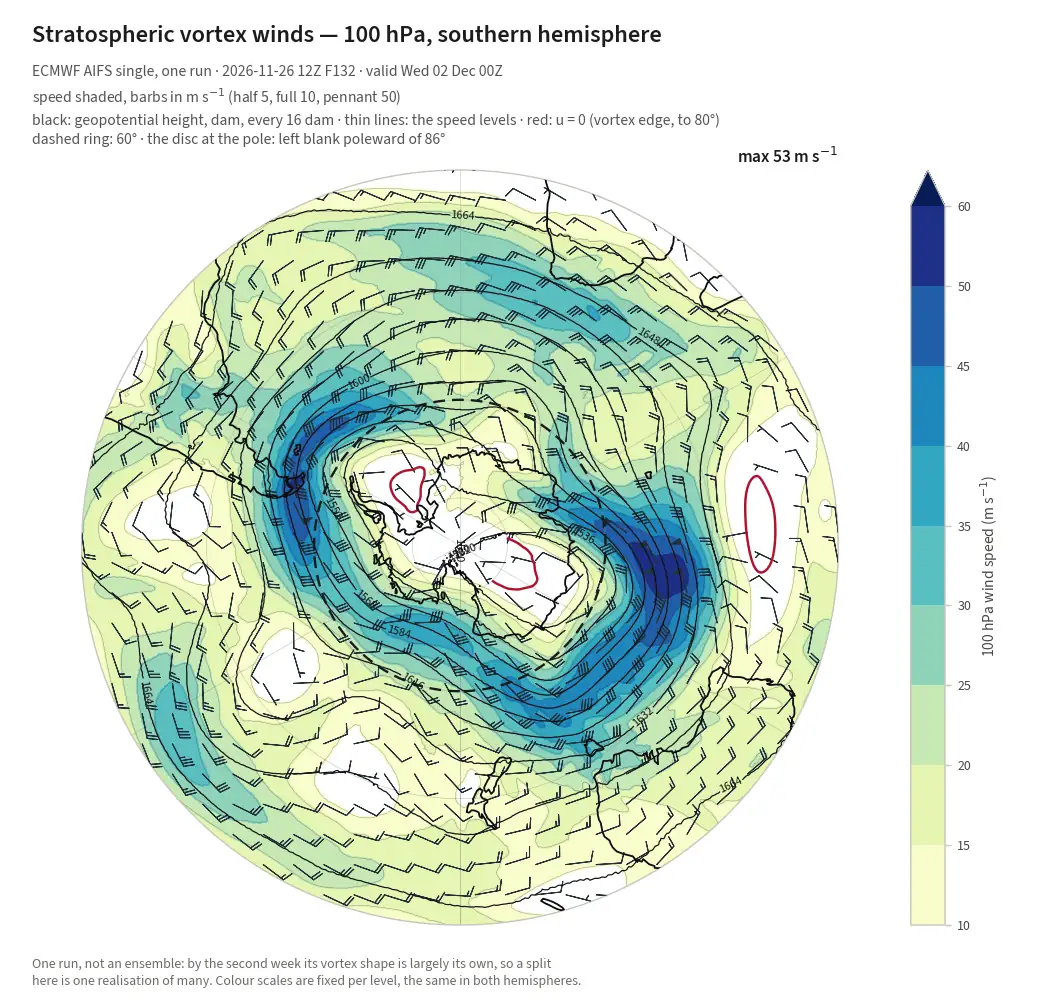 Stratospheric vortex winds — 100 hPa, southern hemisphere
ECMWF AIFS single, one run · 2026-11-26 12Z F132 · valid Wed 02 Dec 00Z
speed shaded, barbs in m s⁻¹ (half 5, full 10, pennant 50)
black: geopotential height, dam, every 16 dam · thin lines: the speed levels · red: u = 0 (vortex edge, to 80°)
dashed ring: 60° · the disc at the pole: left blank poleward of 86°
max 53 m s⁻¹
1664
1648
1600
1536
1584
1632
1664
1664
60
50
45
40
35
30
25
20
15
10
100 hPa wind speed (m s⁻¹)
One run, not an ensemble: by the second week its vortex shape is largely its own, so a split
here is one realisation of many. Colour scales are fixed per level, the same in both hemispheres.